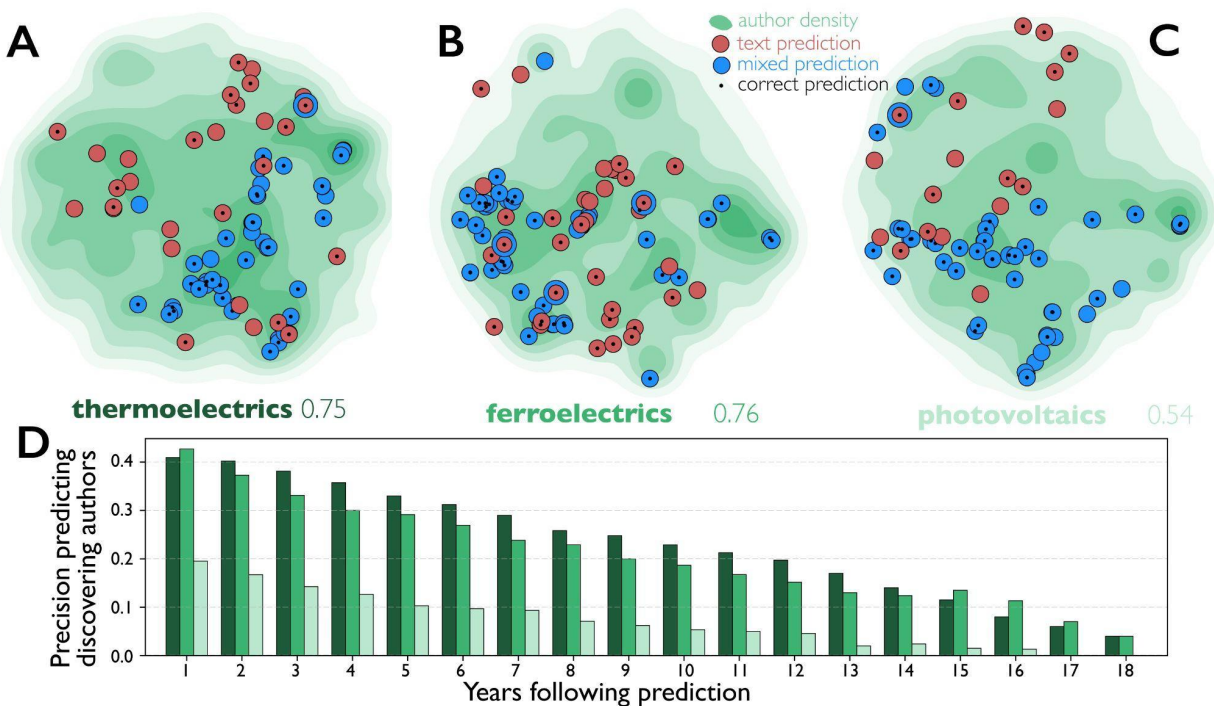 A
B
C
author density
text prediction
mixed prediction
correct prediction
thermoelectrics 0.75
ferroelectrics 0.76
photovoltaics 0.54
D
Precision predicting
discovering authors
0.4
0.3
0.2
0.1
0.0
1 2 3 4 5 6 7 8 9 10 11 12 13 14 15 16 17 18
Years following prediction